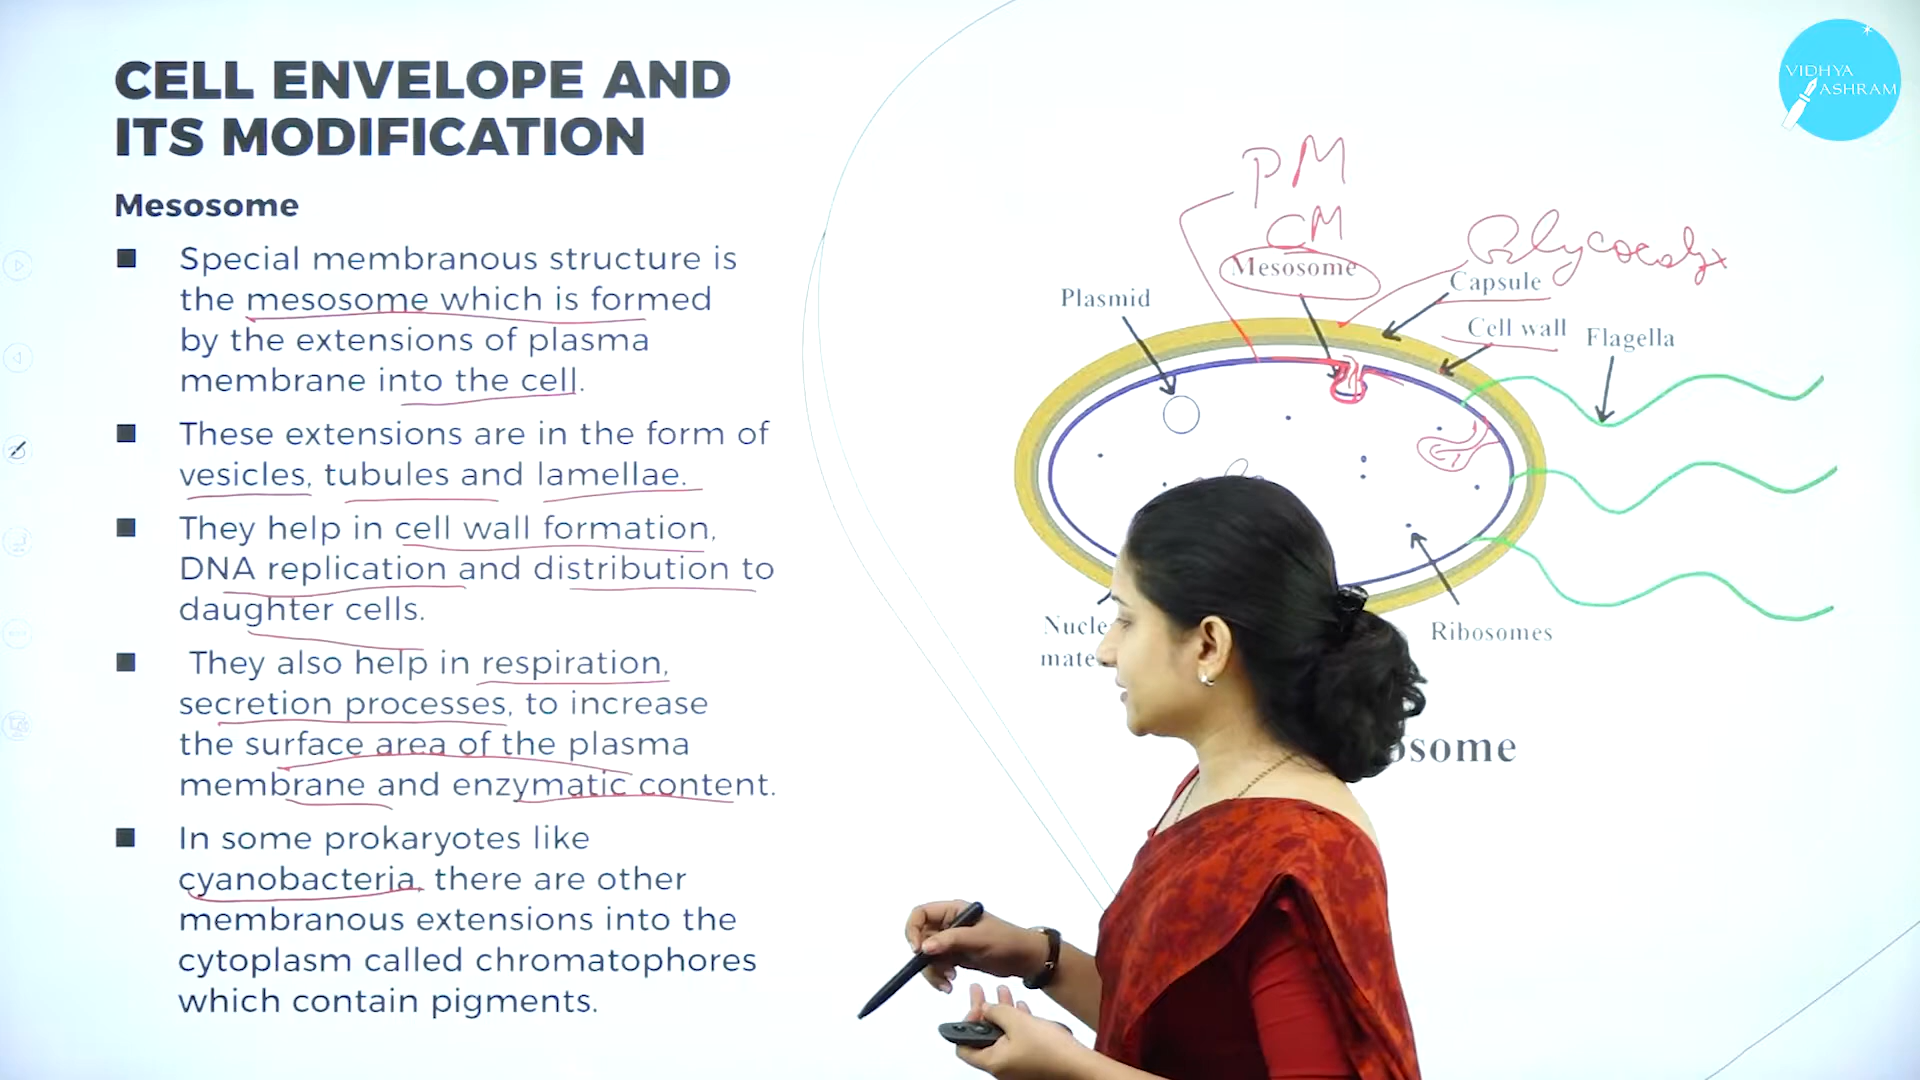 CELL ENVELOPE AND
ITS MODIFICATION
Mesosome
Special membranous structure is
the mesosome which is formed
by the extensions of plasma
membrane into the cell.
These extensions are in the form of
vesicles, tubules and lamellae.
They help in cell wall formation,
DNA replication and distribution to
daughter cells.
They also help in respiration,
secretion processes, to increase
the surface area of the plasma
membrane and enzymatic content.
In some prokaryotes like
cyanobacteria, there are other
membranous extensions into the
cytoplasm called chromatophores
which contain pigments.
VIDHYA
ASHRAM
PM
CM
Glycocalyx
Mesosome
Capsule
Plasmid
Cell wall
Flagella
Ribosomes